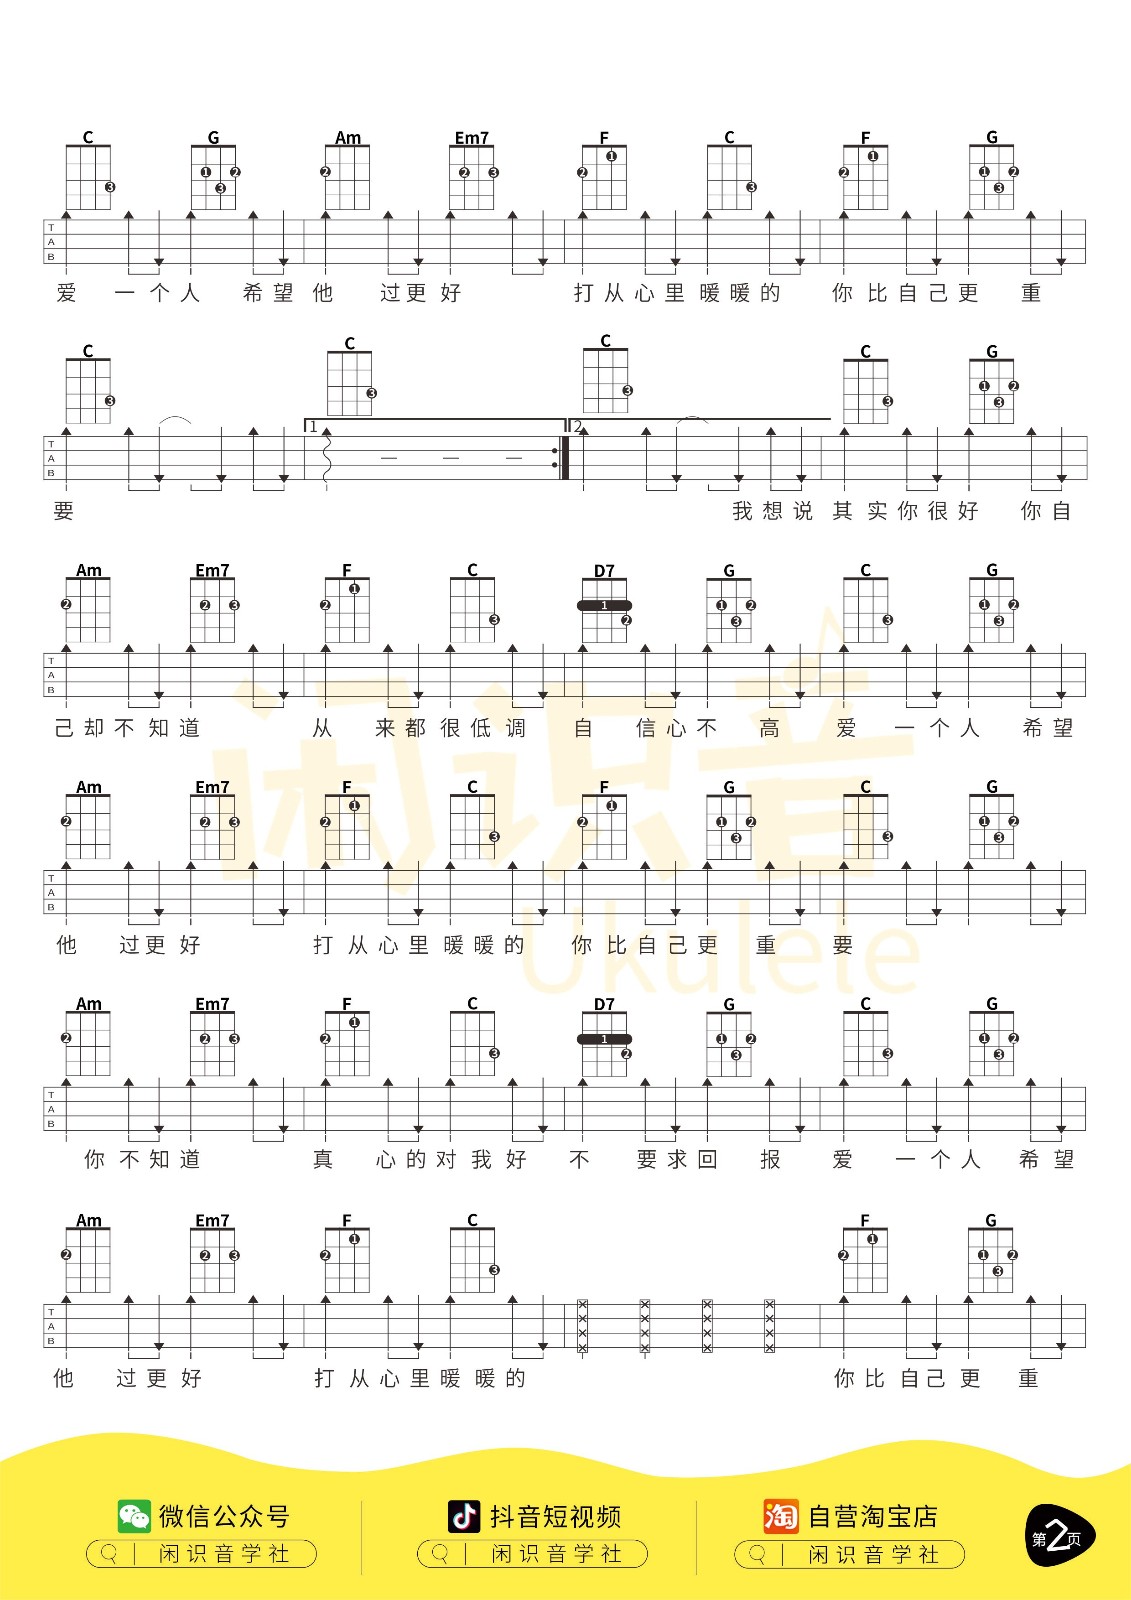 C G Am Em7 F C F G
爱 一 个 人 希 望 他 过 更 好 打 从 心 里 暖 暖 的 你 比 自 己 更 重
C C C C G
1 2
要 我 想 说 其 实 你 很 好 你 自
Am Em7 F C D7 G C G
己 却 不 知 道 从 来 都 很 低 调 自 信 心 不 高 爱 一 个 人 希 望
Am Em7 F C F G C G
他 过 更 好 打 从 心 里 暖 暖 的 你 比 自 己 更 重 要
Am Em7 F C D7 G C G
你 不 知 道 真 心 的 对 我 好 不 要 求 回 报 爱 一 个 人 希 望
Am Em7 F C F G
他 过 更 好 打 从 心 里 暖 暖 的 你 比 自 己 更 重
闲识音
Ukulele
微信公众号 抖音短视频 自营淘宝店
闲识音学社 闲识音学社 闲识音学社
第2页